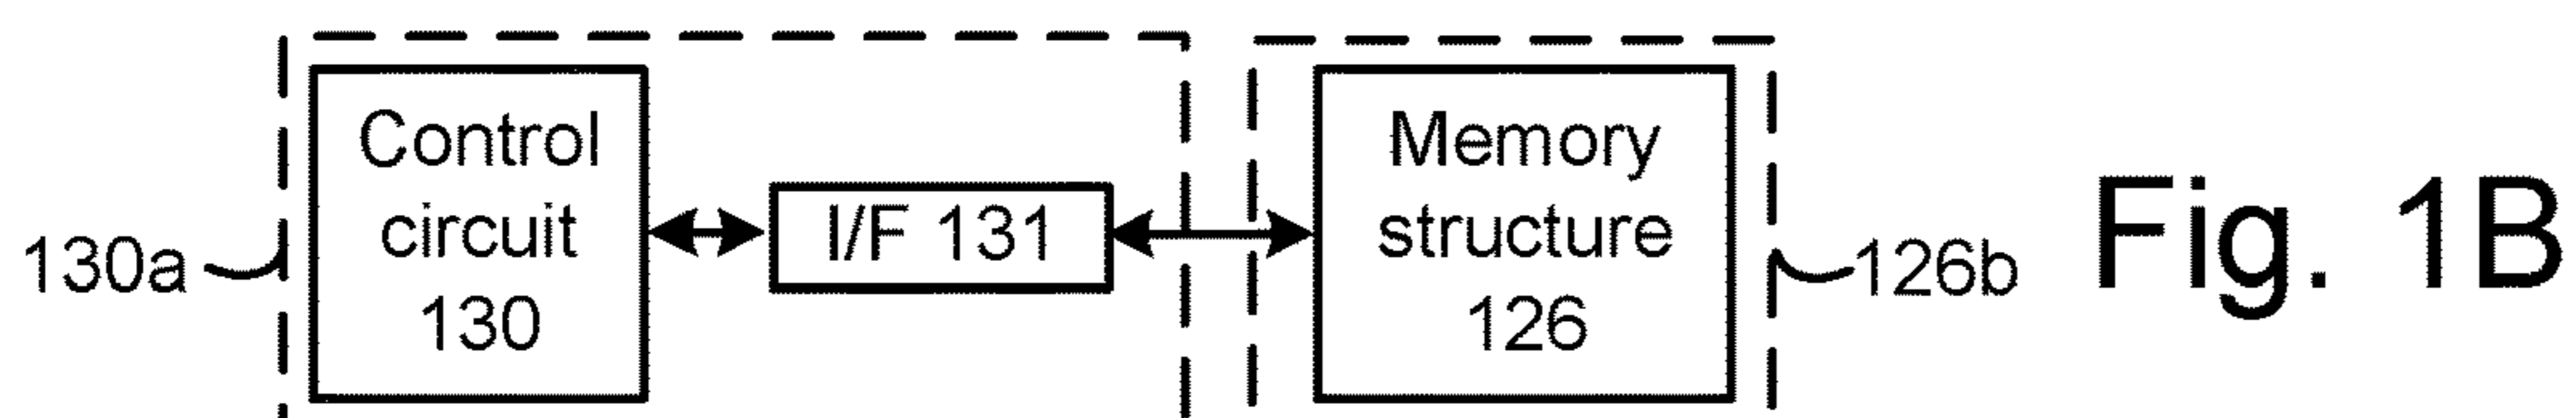 130a
Control
circuit
130
I/F 131
Memory
structure
126
126b
Fig. 1B